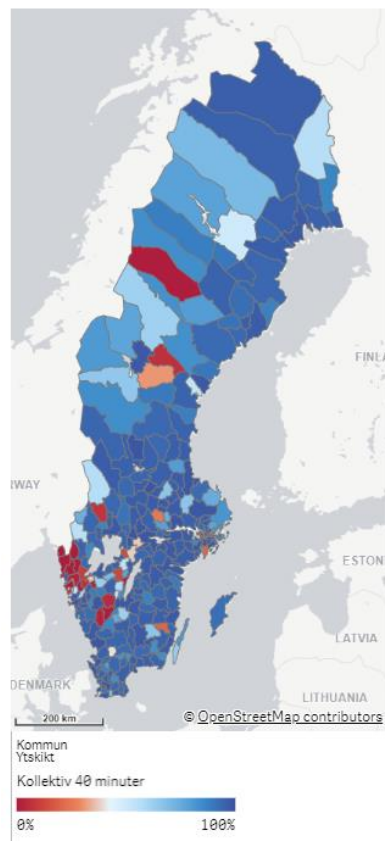 FINLA
WAY
ESTON
LATVIA
DENMARK
LITHUANIA
200 km
© OpenStreetMap contributors
Kommun
Ytskikt
Kollektiv 40 minuter
0% 100%